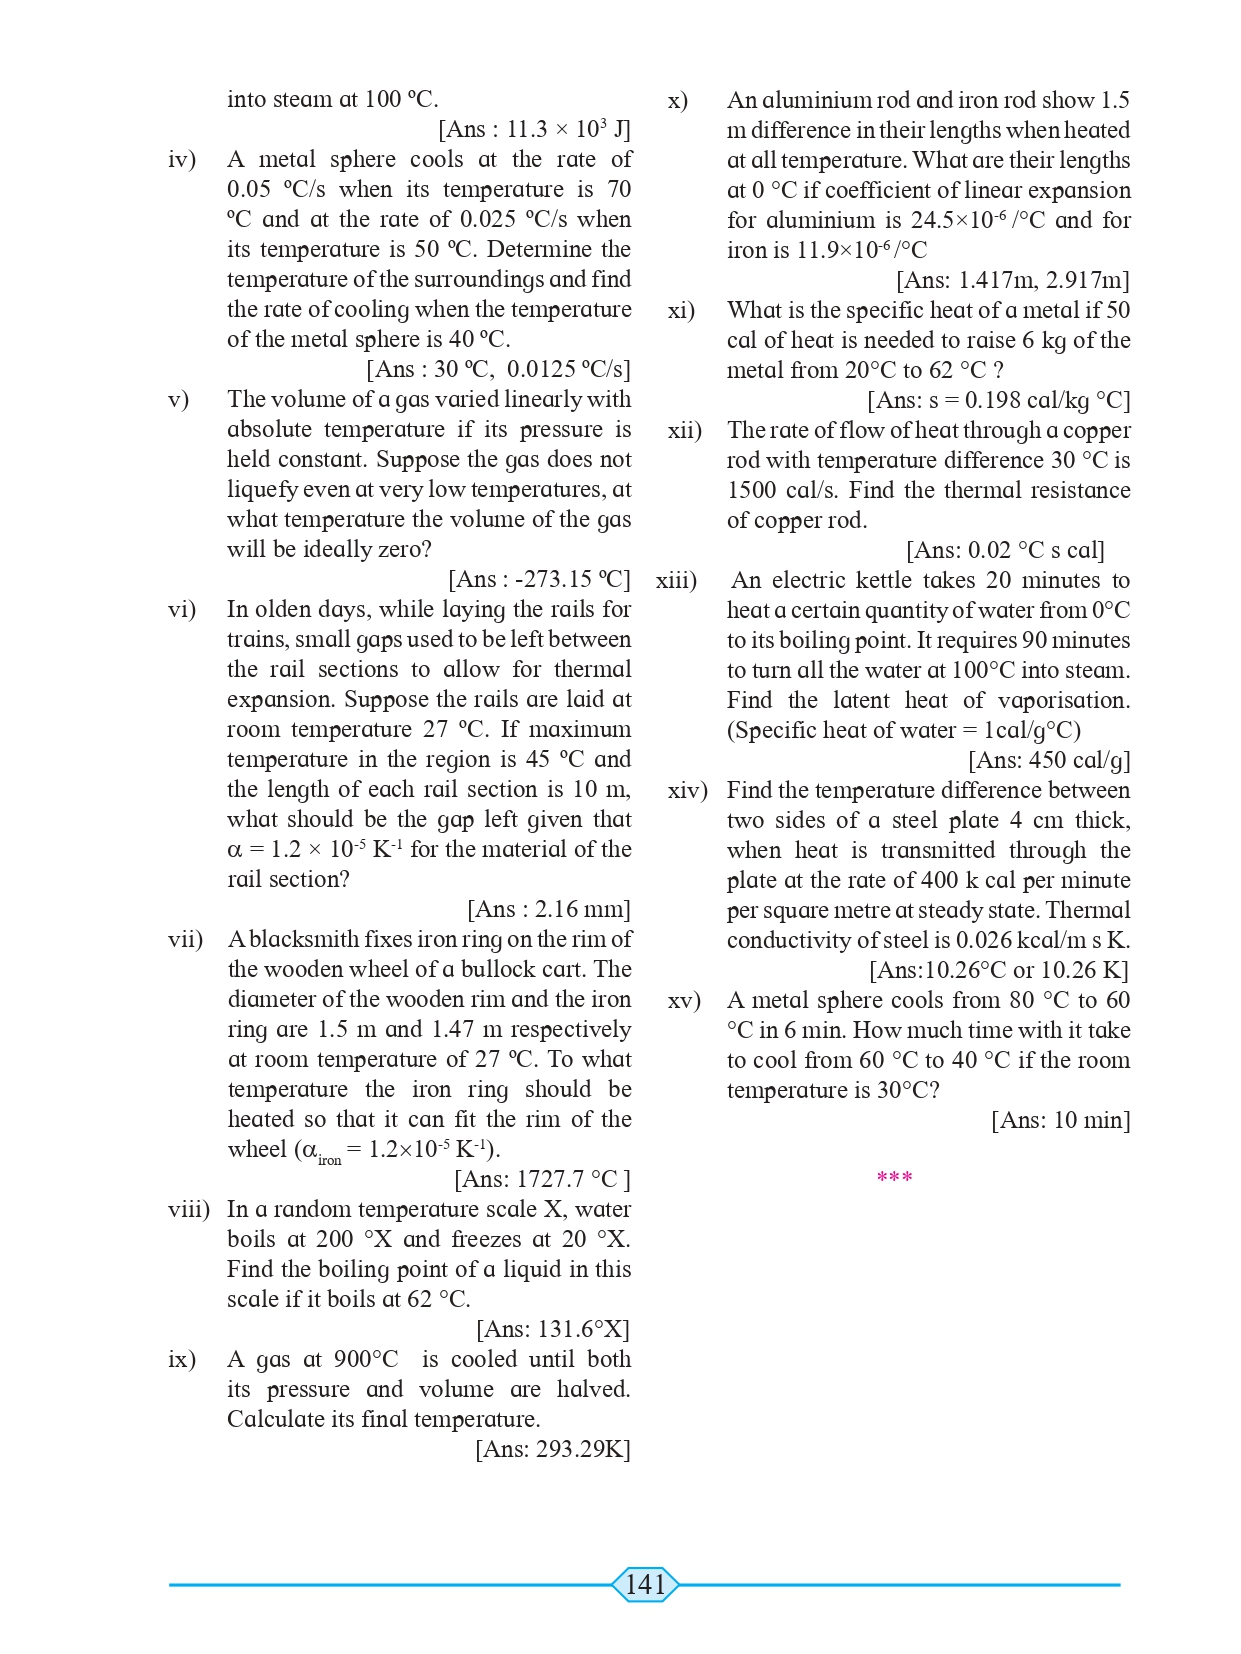 into steam at 100 ºC.
[Ans : 11.3 × 10³ J]
iv) A metal sphere cools at the rate of
0.05 ºC/s when its temperature is 70
ºC and at the rate of 0.025 ºC/s when
its temperature is 50 ºC. Determine the
temperature of the surroundings and find
the rate of cooling when the temperature
of the metal sphere is 40 ºC.
[Ans : 30 ºC, 0.0125 ºC/s]
v) The volume of a gas varied linearly with
absolute temperature if its pressure is
held constant. Suppose the gas does not
liquefy even at very low temperatures, at
what temperature the volume of the gas
will be ideally zero?
[Ans : -273.15 ºC]
vi) In olden days, while laying the rails for
trains, small gaps used to be left between
the rail sections to allow for thermal
expansion. Suppose the rails are laid at
room temperature 27 ºC. If maximum
temperature in the region is 45 ºC and
the length of each rail section is 10 m,
what should be the gap left given that
α = 1.2 × 10⁻⁵ K⁻¹ for the material of the
rail section?
[Ans : 2.16 mm]
vii) A blacksmith fixes iron ring on the rim of
the wooden wheel of a bullock cart. The
diameter of the wooden rim and the iron
ring are 1.5 m and 1.47 m respectively
at room temperature of 27 ºC. To what
temperature the iron ring should be
heated so that it can fit the rim of the
wheel (α_iron = 1.2×10⁻⁵ K⁻¹).
[Ans: 1727.7 °C ]
viii) In a random temperature scale X, water
boils at 200 °X and freezes at 20 °X.
Find the boiling point of a liquid in this
scale if it boils at 62 °C.
[Ans: 131.6°X]
ix) A gas at 900°C is cooled until both
its pressure and volume are halved.
Calculate its final temperature.
[Ans: 293.29K]
x) An aluminium rod and iron rod show 1.5
m difference in their lengths when heated
at all temperature. What are their lengths
at 0 °C if coefficient of linear expansion
for aluminium is 24.5×10⁻⁶ /°C and for
iron is 11.9×10⁻⁶ /°C
[Ans: 1.417m, 2.917m]
xi) What is the specific heat of a metal if 50
cal of heat is needed to raise 6 kg of the
metal from 20°C to 62 °C ?
[Ans: s = 0.198 cal/kg °C]
xii) The rate of flow of heat through a copper
rod with temperature difference 30 °C is
1500 cal/s. Find the thermal resistance
of copper rod.
[Ans: 0.02 °C s cal]
xiii) An electric kettle takes 20 minutes to
heat a certain quantity of water from 0°C
to its boiling point. It requires 90 minutes
to turn all the water at 100°C into steam.
Find the latent heat of vaporisation.
(Specific heat of water = 1cal/g°C)
[Ans: 450 cal/g]
xiv) Find the temperature difference between
two sides of a steel plate 4 cm thick,
when heat is transmitted through the
plate at the rate of 400 k cal per minute
per square metre at steady state. Thermal
conductivity of steel is 0.026 kcal/m s K.
[Ans:10.26°C or 10.26 K]
xv) A metal sphere cools from 80 °C to 60
°C in 6 min. How much time with it take
to cool from 60 °C to 40 °C if the room
temperature is 30°C?
[Ans: 10 min]
***
141